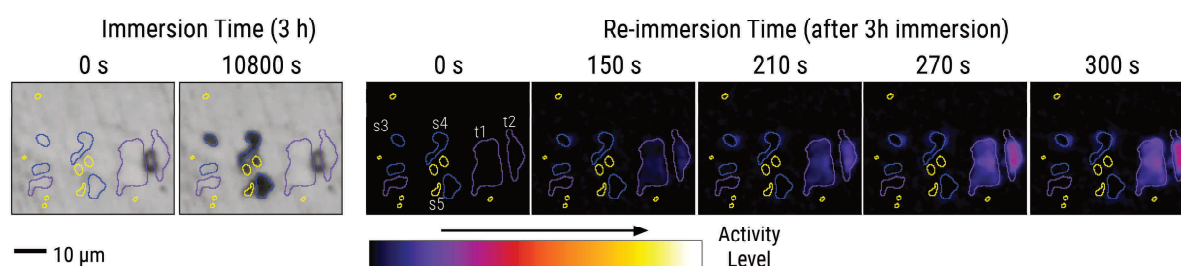 Immersion Time (3 h)
Re-immersion Time (after 3h immersion)
0 s
10800 s
0 s
150 s
210 s
270 s
300 s
s3
s4
t1
t2
s5
10 µm
Activity
Level